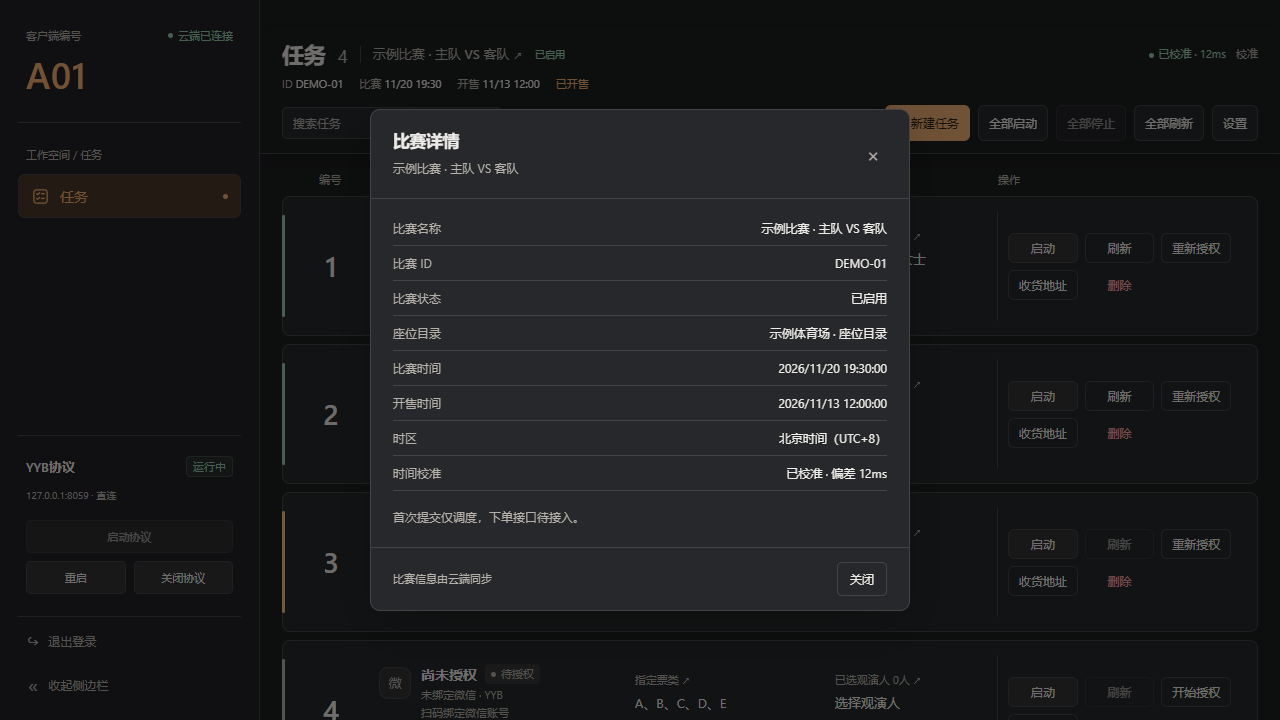 客户端编号
云端已连接
A01
工作空间 / 任务
任务
YYB协议
运行中
127.0.0.1:8059 · 直连
启动协议
重启
关闭协议
退出登录
收起侧边栏
任务 4 示例比赛 · 主队 VS 客队 ↗ 已启用
已校准 · 12ms 校准
ID DEMO-01 比赛 11/20 19:30 开售 11/13 12:00 已开售
搜索任务
新建任务 全部启动 全部停止 全部刷新 设置
编号 操作
比赛详情
示例比赛 · 主队 VS 客队
×
比赛名称 示例比赛 · 主队 VS 客队
比赛 ID DEMO-01
比赛状态 已启用
座位目录 示例体育场 · 座位目录
比赛时间 2026/11/20 19:30:00
开售时间 2026/11/13 12:00:00
时区 北京时间（UTC+8）
时间校准 已校准 · 偏差 12ms
首次提交仅调度，下单接口待接入。
比赛信息由云端同步
关闭
1
启动 刷新 重新授权
收货地址 删除
2
启动 刷新 重新授权
收货地址 删除
3
启动 刷新 重新授权
收货地址 删除
4
微
尚未授权 待授权
未绑定微信 · YYB
扫码绑定微信账号
指定票类 ↗
A、B、C、D、E
已选观演人 0人 ↗
选择观演人
启动 刷新 开始授权